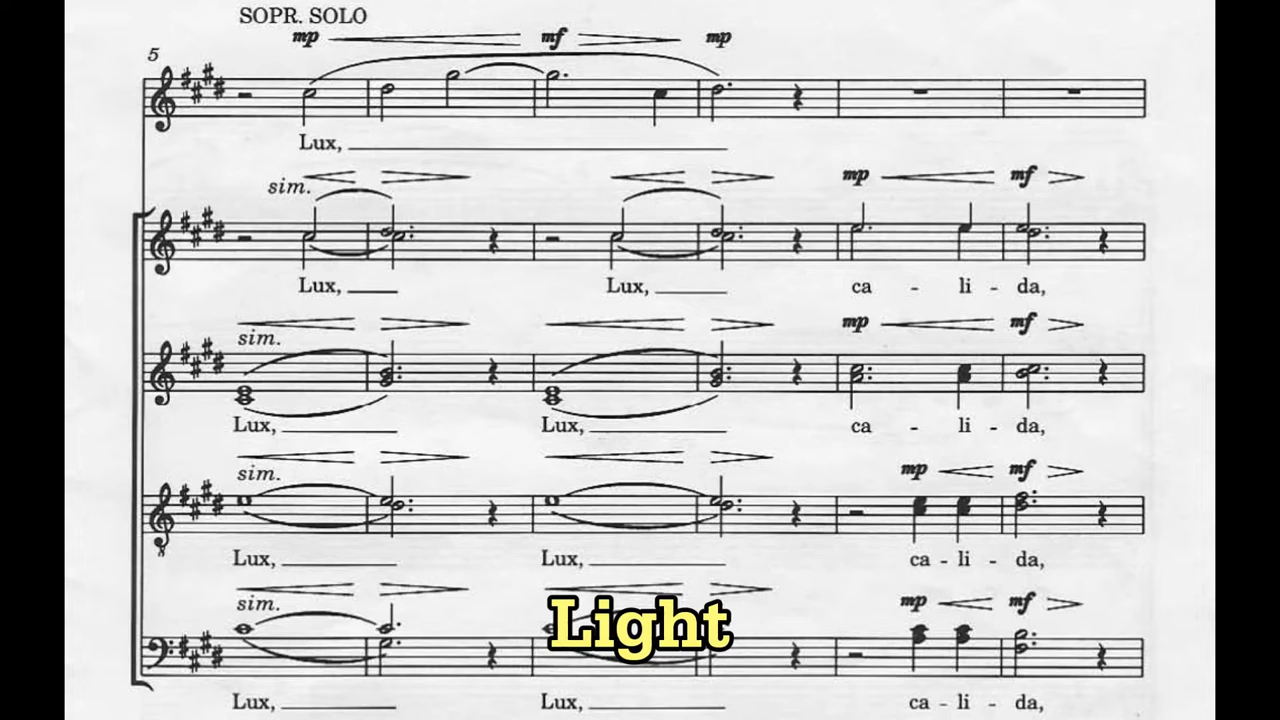 SOPR. SOLO
mp mf mp
5
Lux,
sim. mp mf
Lux, Lux, ca - li - da,
sim. mp mf
Lux, Lux, ca - li - da,
sim. mp mf
Lux, Lux, ca - li - da,
sim. mp mf
Light
Lux, Lux, ca - li - da,